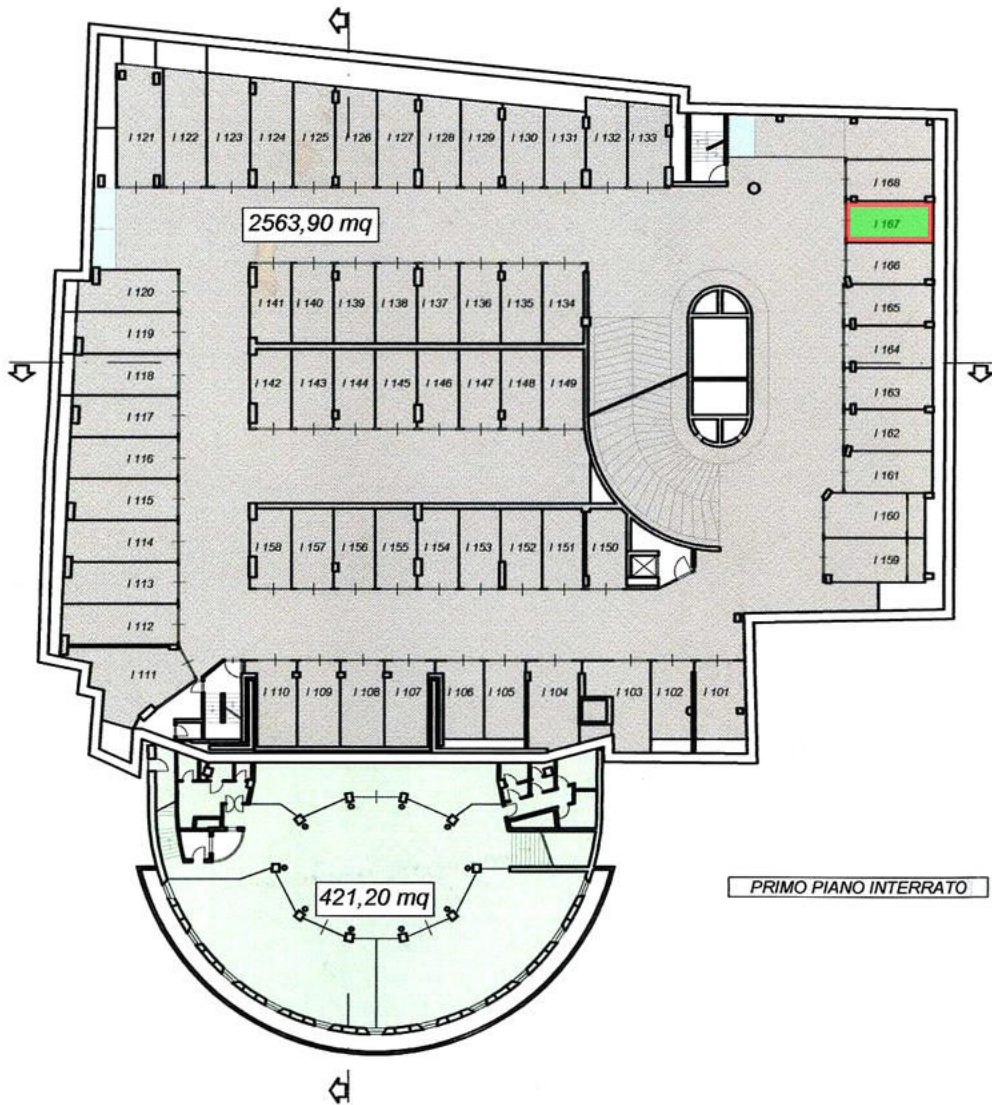 I 121 I 122 I 123 I 124 I 125 I 126 I 127 I 128 I 129 I 130 I 131 I 132 I 133
I 168
2563,90 mq
I 167
I 166
I 120
I 141 I 140 I 139 I 138 I 137 I 136 I 135 I 134
I 165
I 119
I 164
I 118
I 142 I 143 I 144 I 145 I 146 I 147 I 148 I 149
I 163
I 117
I 162
I 116
I 161
I 115
I 160
I 114
I 158 I 157 I 156 I 155 I 154 I 153 I 152 I 151 I 150
I 159
I 113
I 112
I 111
I 110 I 109 I 108 I 107 I 106 I 105 I 104 I 103 I 102 I 101
PRIMO PIANO INTERRATO
421,20 mq